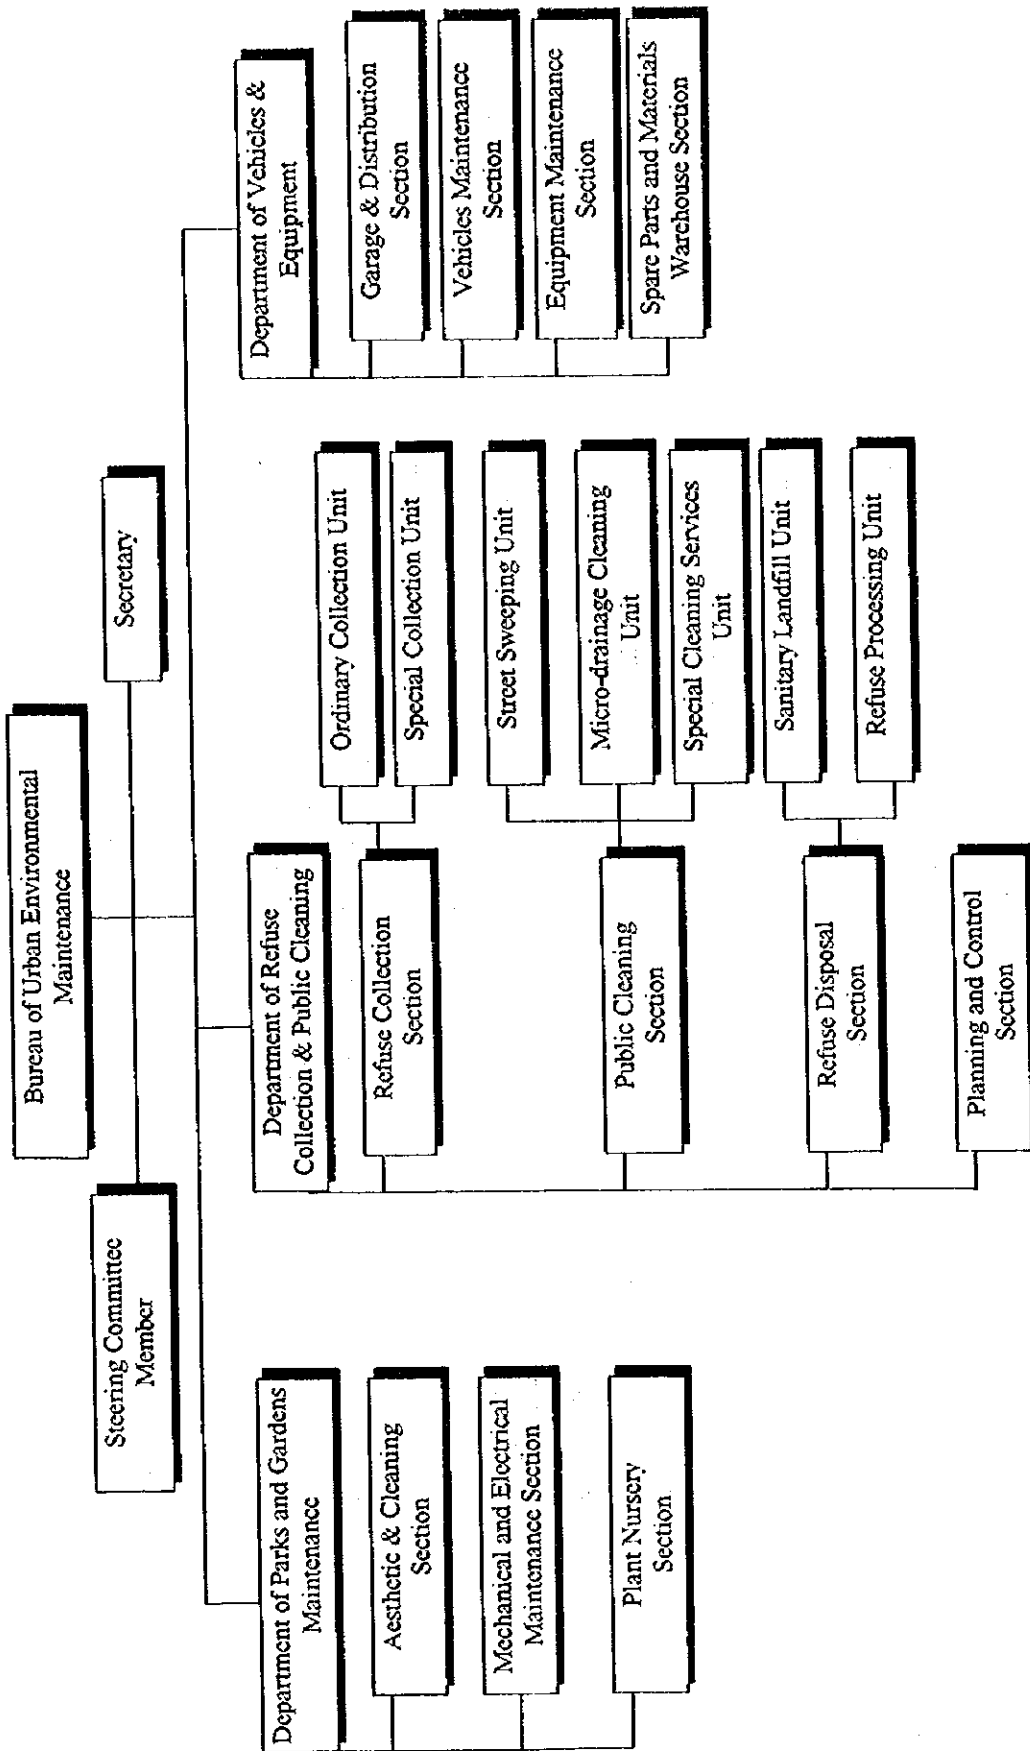 Bureau of Urban Environmental
Maintenance
Steering Committee
Member
Secretary
Department of Parks and Gardens
Maintenance
Aesthetic & Cleaning
Section
Mechanical and Electrical
Maintenance Section
Plant Nursery
Section
Department of Refuse
Collection & Public Cleaning
Refuse Collection
Section
Ordinary Collection Unit
Special Collection Unit
Public Cleaning
Section
Street Sweeping Unit
Micro-drainage Cleaning
Unit
Special Cleaning Services
Unit
Refuse Disposal
Section
Sanitary Landfill Unit
Refuse Processing Unit
Planning and Control
Section
Department of Vehicles &
Equipment
Garage & Distribution
Section
Vehicles Maintenance
Section
Equipment Maintenance
Section
Spare Parts and Materials
Warehouse Section